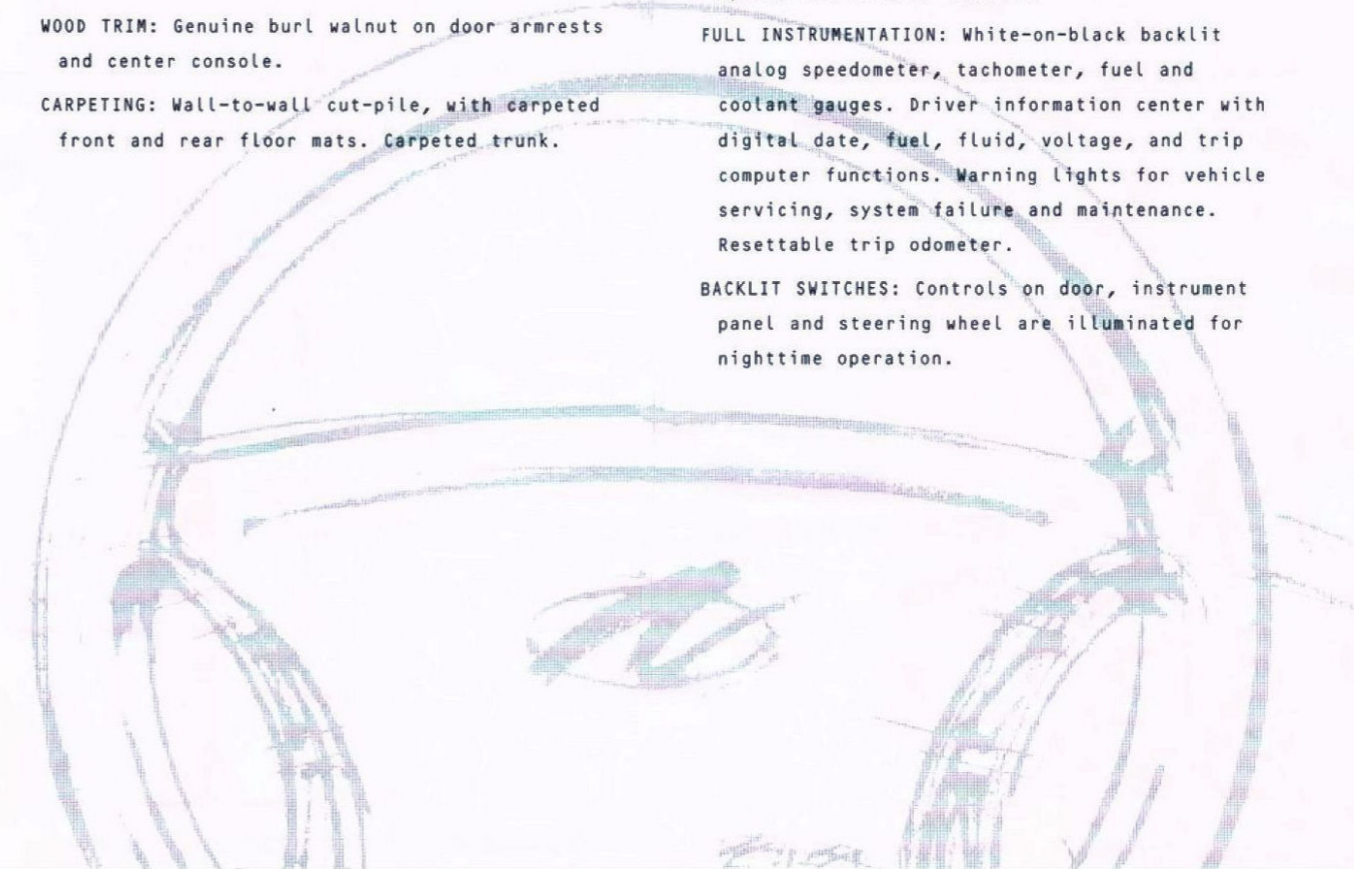 WOOD TRIM: Genuine burl walnut on door armrests
and center console.
CARPETING: Wall-to-wall cut-pile, with carpeted
front and rear floor mats. Carpeted trunk.
FULL INSTRUMENTATION: White-on-black backlit
analog speedometer, tachometer, fuel and
coolant gauges. Driver information center with
digital date, fuel, fluid, voltage, and trip
computer functions. Warning lights for vehicle
servicing, system failure and maintenance.
Resettable trip odometer.
BACKLIT SWITCHES: Controls on door, instrument
panel and steering wheel are illuminated for
nighttime operation.